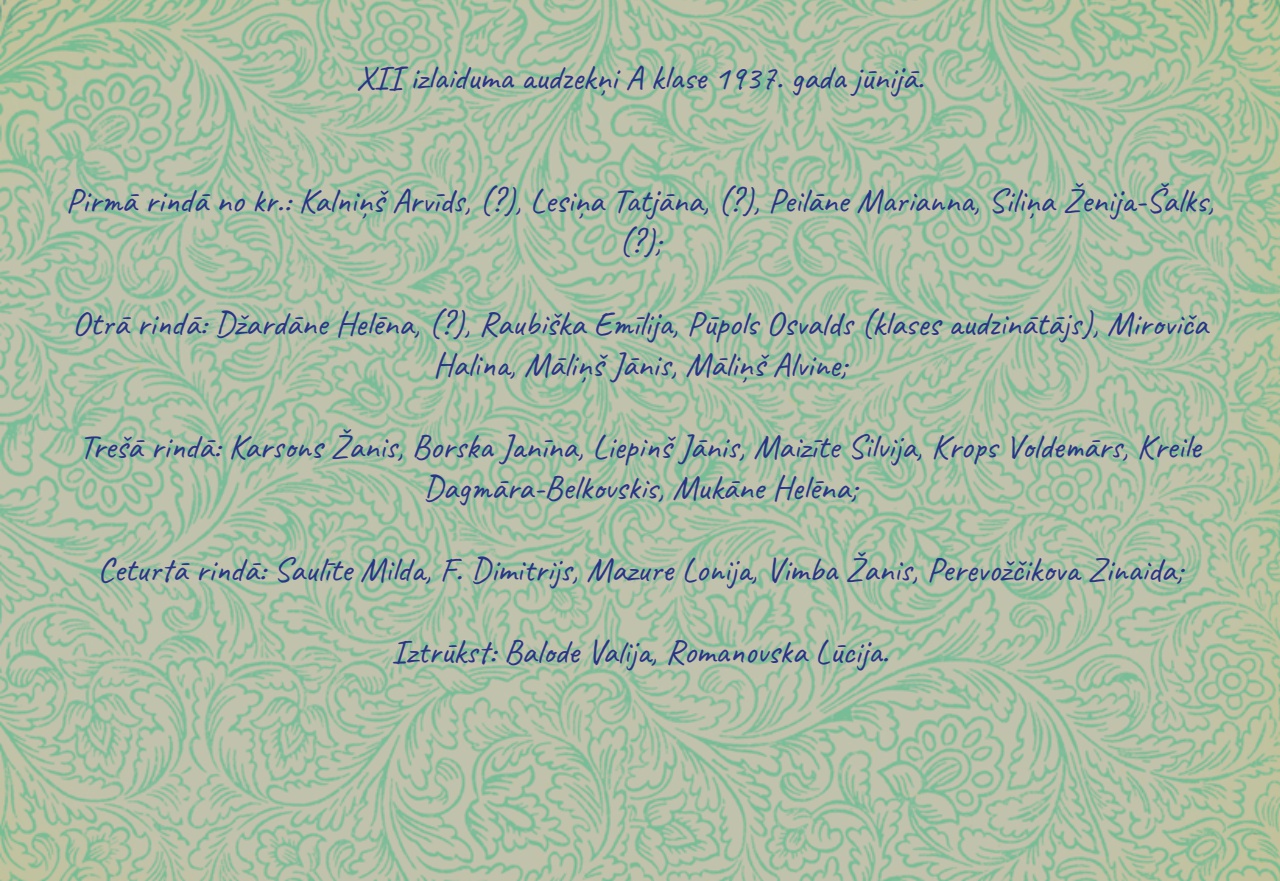 XII izlaiduma audzekņi A klase 1937. gada jūnijā.
Pirmā rindā no kr.: Kalniņš Arvīds, (?), Lesiņa Tatjāna, (?), Peilāne Marianna, Siliņa Ženija-Šalks,
(?);
Otrā rindā: Džardāne Helēna, (?), Raubiška Emīlija, Pūpols Osvalds (klases audzinātājs), Miroviča
Halina, Māliņš Jānis, Māliņš Alvine;
Trešā rindā: Karsons Žanis, Borska Janīna, Liepinš Jānis, Maizīte Silvija, Krops Voldemārs, Kreile
Dagmāra-Belkovskis, Mukāne Helēna;
Ceturtā rindā: Saulīte Milda, F. Dimitrijs, Mazure Lonija, Vimba Žanis, Perevožčikova Zinaida;
Iztrūkst: Balode Valija, Romanovska Lūcija.